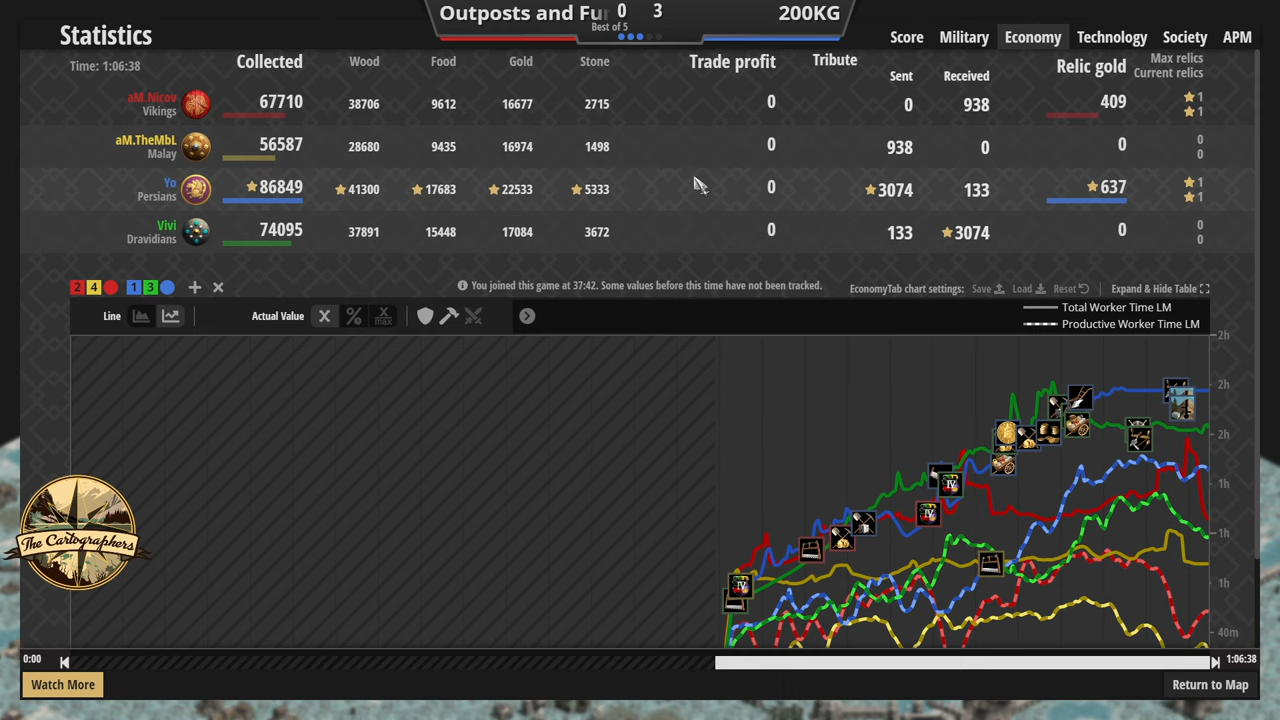 Outposts and Fu 0 3 200KG
Best of 5
Statistics
Score Military Economy Technology Society APM
Time: 1:06:38
Collected Wood Food Gold Stone Trade profit Tribute Sent Received Relic gold Max relics
Current relics
aM.Nicov
Vikings
67710 38706 9612 16677 2715 0 0 938 409 1
1
aM.TheMbL
Malay
56587 28680 9435 16974 1498 0 938 0 0 0
0
Yo
Persians
86849 41300 17683 22533 5333 0 3074 133 637 1
1
Vivi
Dravidians
74095 37891 15448 17084 3672 0 133 3074 0 0
0
2 4 1 3 + ×
You joined this game at 37:42. Some values before this time have not been tracked.
EconomyTab chart settings: Save Load Reset Expand & Hide Table
Line Actual Value X % X max
Total Worker Time LM
Productive Worker Time LM
2h
2h
2h
1h
1h
1h
40m
IV
IV
IV
The Cartographers
0:00 1:06:38
Watch More Return to Map